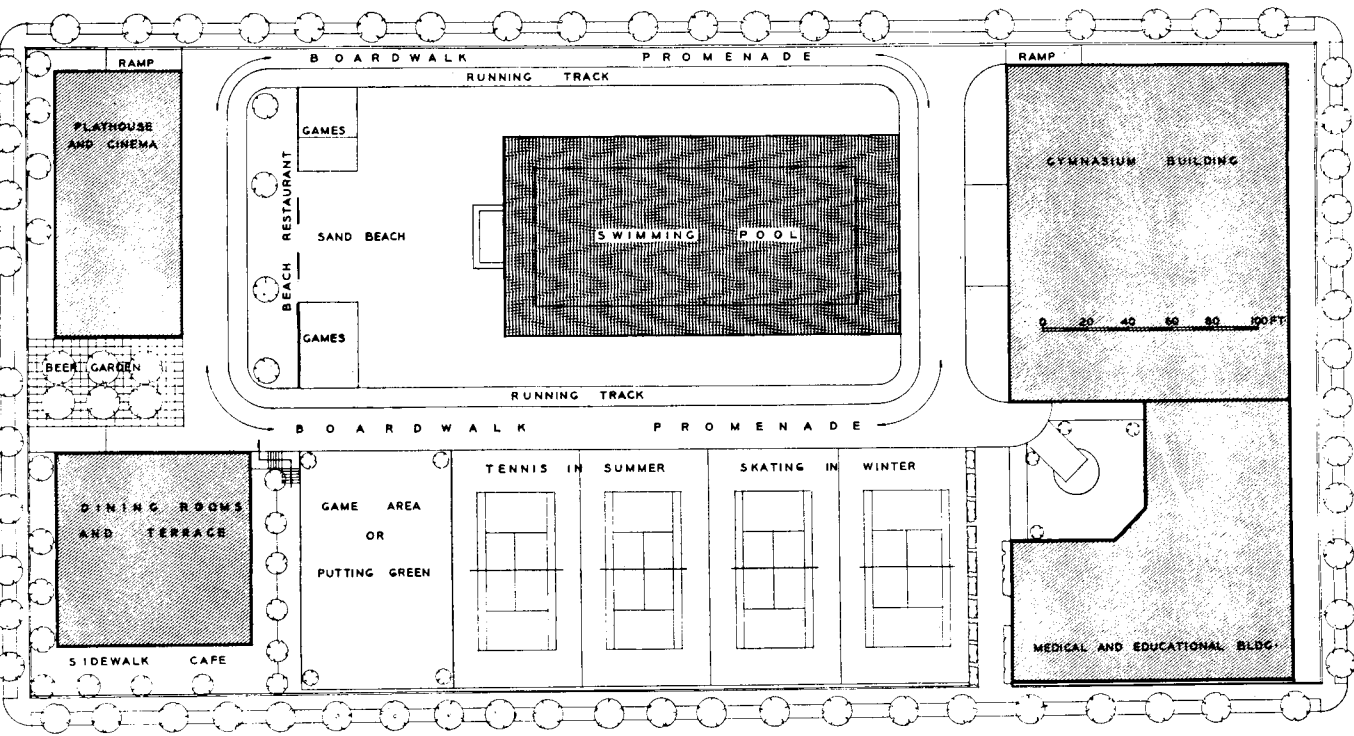 BOARDWALK PROMENADE
RAMP
RUNNING TRACK
RAMP
PLAYHOUSE
AND CINEMA
GAMES
GYMNASIUM BUILDING
BEACH RESTAURANT
SAND BEACH
SWIMMING POOL
0 20 40 60 80 100 FT
GAMES
BEER GARDEN
RUNNING TRACK
BOARDWALK PROMENADE
TENNIS IN SUMMER
SKATING IN WINTER
DINING ROOMS
AND TERRACE
GAME AREA
OR
PUTTING GREEN
SIDEWALK CAFE
MEDICAL AND EDUCATIONAL BLDG.